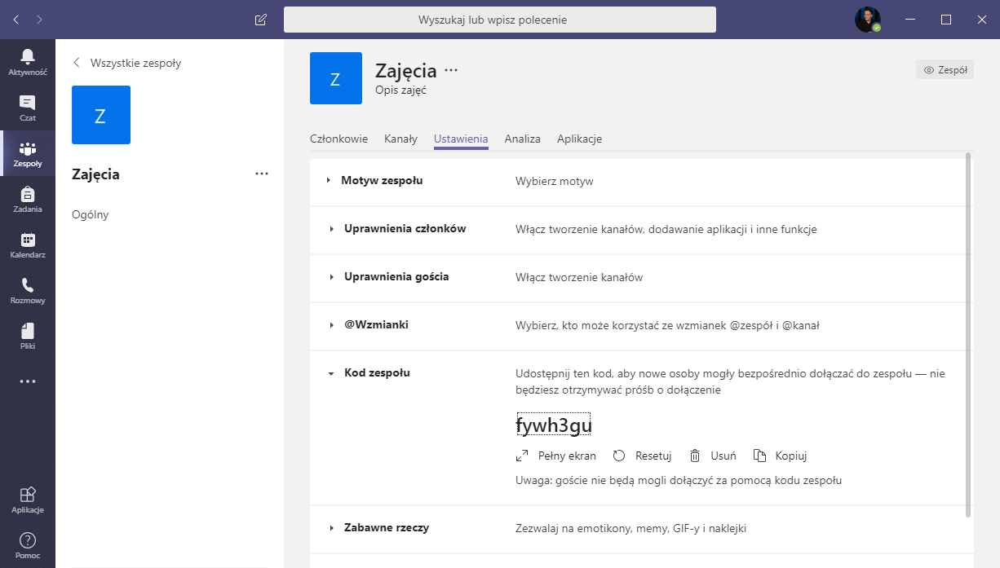 Wyszukaj lub wpisz polecenie
Aktywność
Czat
Zespoły
Zadania
Kalendarz
Rozmowy
Pliki
Aplikacje
Pomoc
Wszystkie zespoły
Z
Zajęcia
Ogólny
Z
Zajęcia
Opis zajęć
Zespół
Członkowie Kanały Ustawienia Analiza Aplikacje
Motyw zespołu Wybierz motyw
Uprawnienia członków Włącz tworzenie kanałów, dodawanie aplikacji i inne funkcje
Uprawnienia gościa Włącz tworzenie kanałów
@Wzmianki Wybierz, kto może korzystać ze wzmianek @zespół i @kanał
Kod zespołu Udostępnij ten kod, aby nowe osoby mogły bezpośrednio dołączać do zespołu — nie
będziesz otrzymywać próśb o dołączenie
fywh3gu
Pełny ekran Resetuj Usuń Kopiuj
Uwaga: goście nie będą mogli dołączyć za pomocą kodu zespołu
Zabawne rzeczy Zezwalaj na emotikony, memy, GIF-y i naklejki